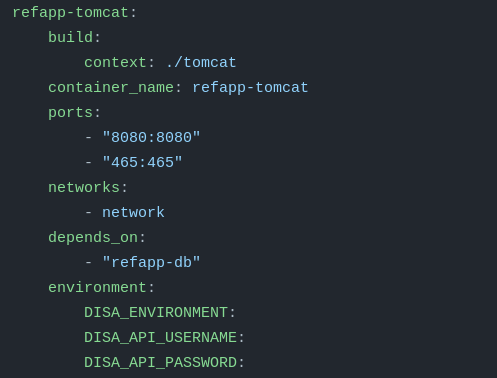 refapp-tomcat:
    build:
        context: ./tomcat
    container_name: refapp-tomcat
    ports:
        - "8080:8080"
        - "465:465"
    networks:
        - network
    depends_on:
        - "refapp-db"
    environment:
        DISA_ENVIRONMENT:
        DISA_API_USERNAME:
        DISA_API_PASSWORD: